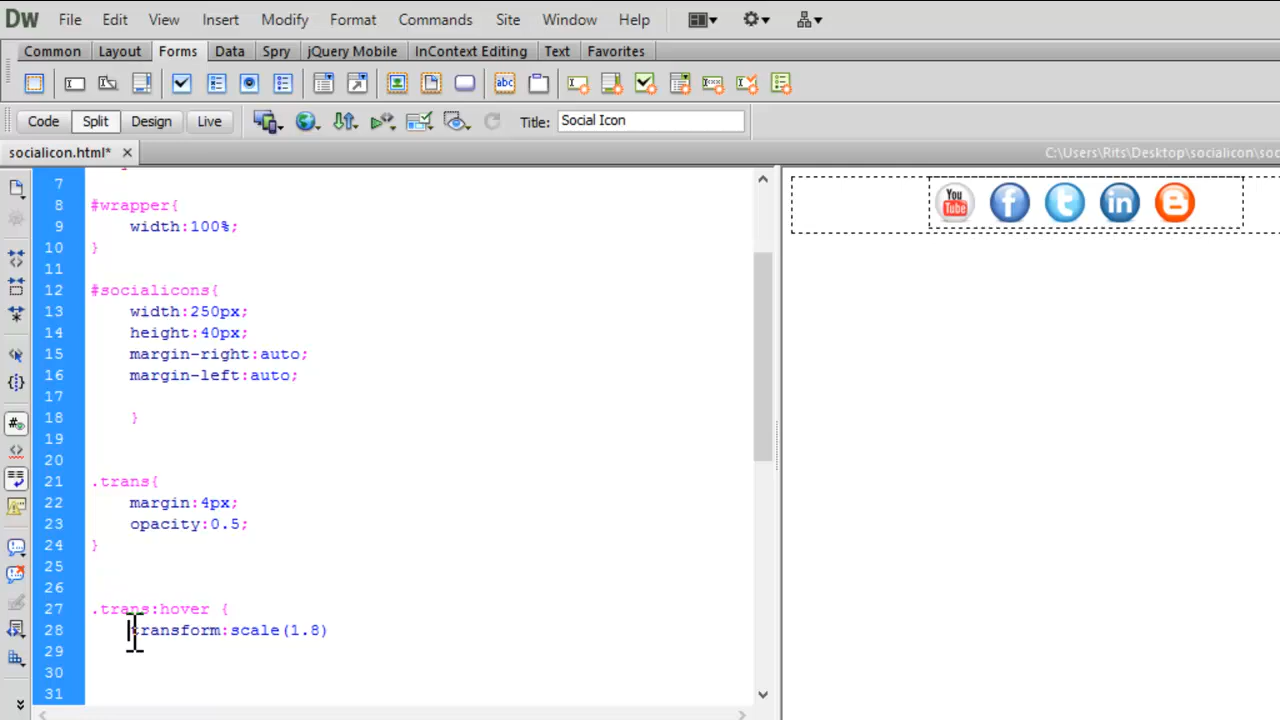 Dw File Edit View Insert Modify Format Commands Site Window Help
Common Layout Forms Data Spry jQuery Mobile InContext Editing Text Favorites
Code Split Design Live Title: Social Icon
socialicon.html* C:\Users\Rits\Desktop\socialicon\soc
7
8 #wrapper{
9 width:100%;
10 }
11
12 #socialicons{
13 width:250px;
14 height:40px;
15 margin-right:auto;
16 margin-left:auto;
17
18 }
19
20
21 .trans{
22 margin:4px;
23 opacity:0.5;
24 }
25
26
27 .trans:hover {
28 transform:scale(1.8)
29
30
31
You
Tube
f t in B